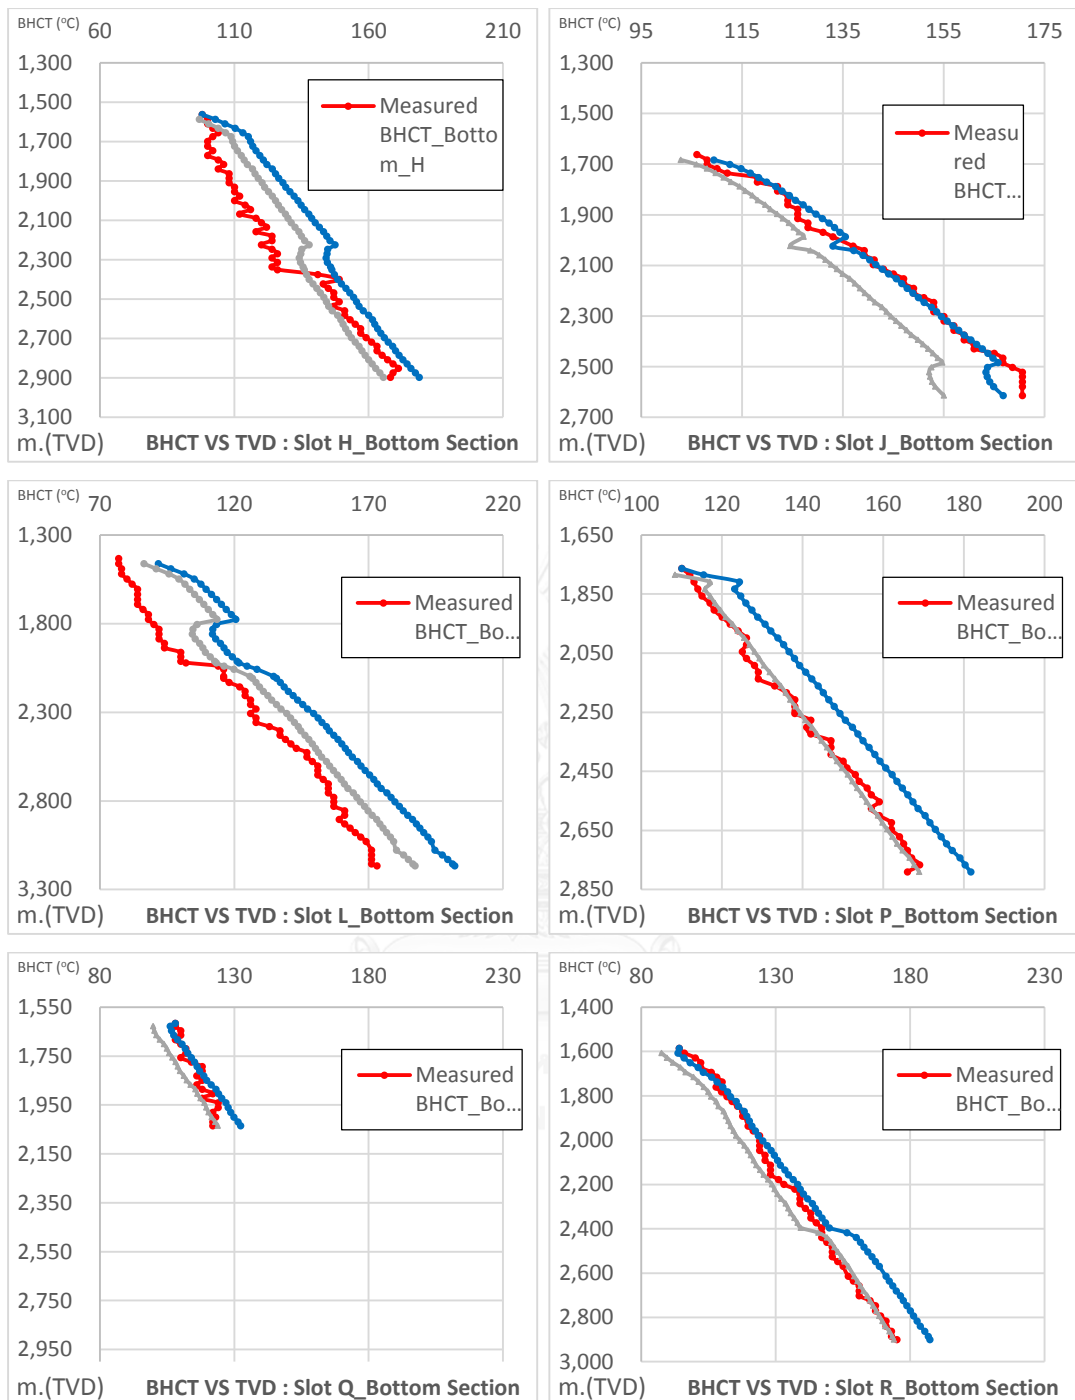 BHCT (°C)
60 110 160 210
1,300
1,500
1,700
1,900
2,100
2,300
2,500
2,700
2,900
3,100
Measured
BHCT_Botto
m_H
m.(TVD) BHCT VS TVD : Slot H_Bottom Section
BHCT (°C)
95 115 135 155 175
1,300
1,500
1,700
1,900
2,100
2,300
2,500
2,700
Measu
red
BHCT...
m.(TVD) BHCT VS TVD : Slot J_Bottom Section
BHCT (°C)
70 120 170 220
1,300
1,800
2,300
2,800
3,300
Measured
BHCT_Bo...
m.(TVD) BHCT VS TVD : Slot L_Bottom Section
BHCT (°C)
100 120 140 160 180 200
1,650
1,850
2,050
2,250
2,450
2,650
2,850
Measured
BHCT_Bo...
m.(TVD) BHCT VS TVD : Slot P_Bottom Section
BHCT (°C)
80 130 180 230
1,550
1,750
1,950
2,150
2,350
2,550
2,750
2,950
Measured
BHCT_Bo...
m.(TVD) BHCT VS TVD : Slot Q_Bottom Section
BHCT (°C)
80 130 180 230
1,400
1,600
1,800
2,000
2,200
2,400
2,600
2,800
3,000
Measured
BHCT_Bo...
m.(TVD) BHCT VS TVD : Slot R_Bottom Section